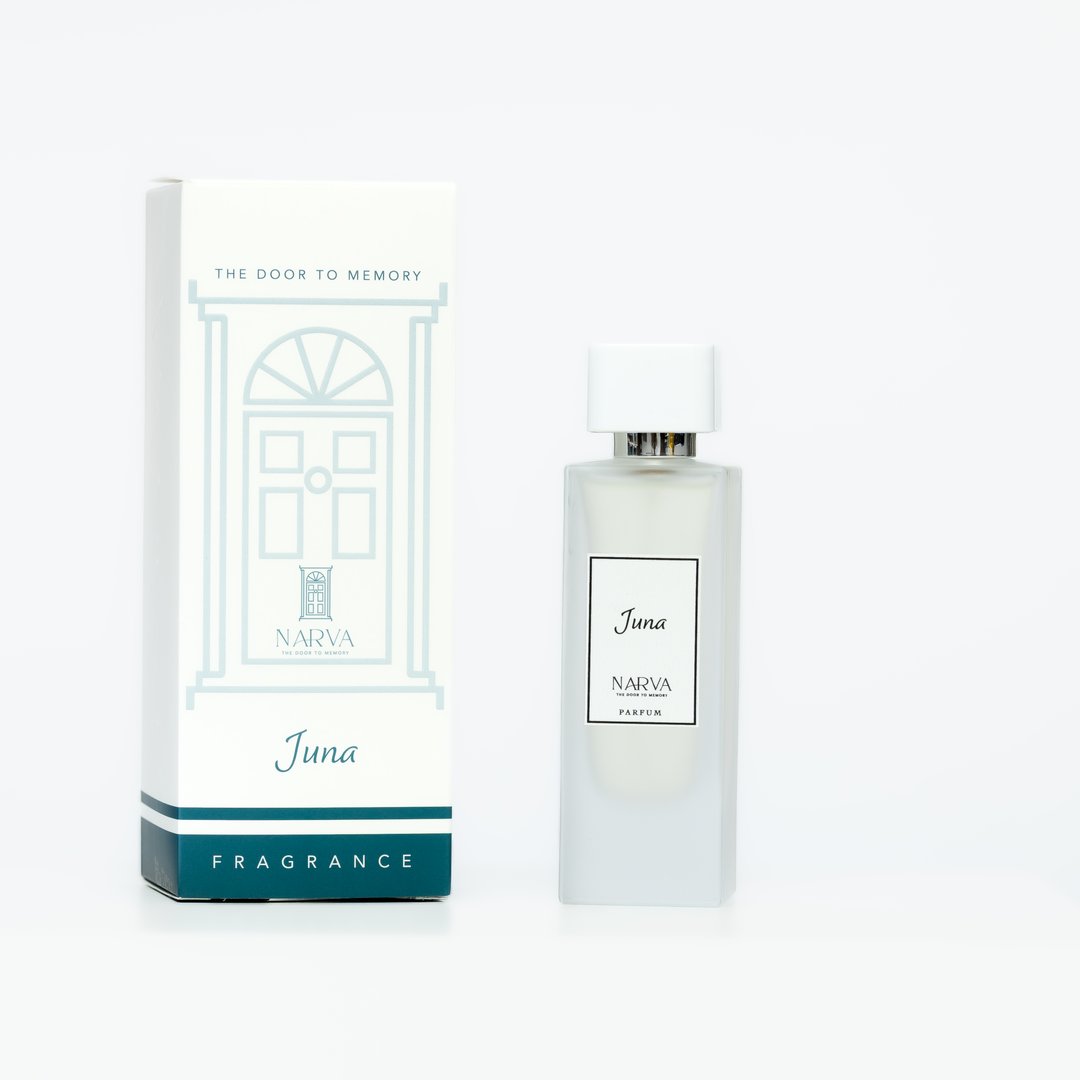 THE DOOR TO MEMORY
NARVA
THE DOOR TO MEMORY
Juna
FRAGRANCE
Juna
NARVA
THE DOOR TO MEMORY
PARFUM